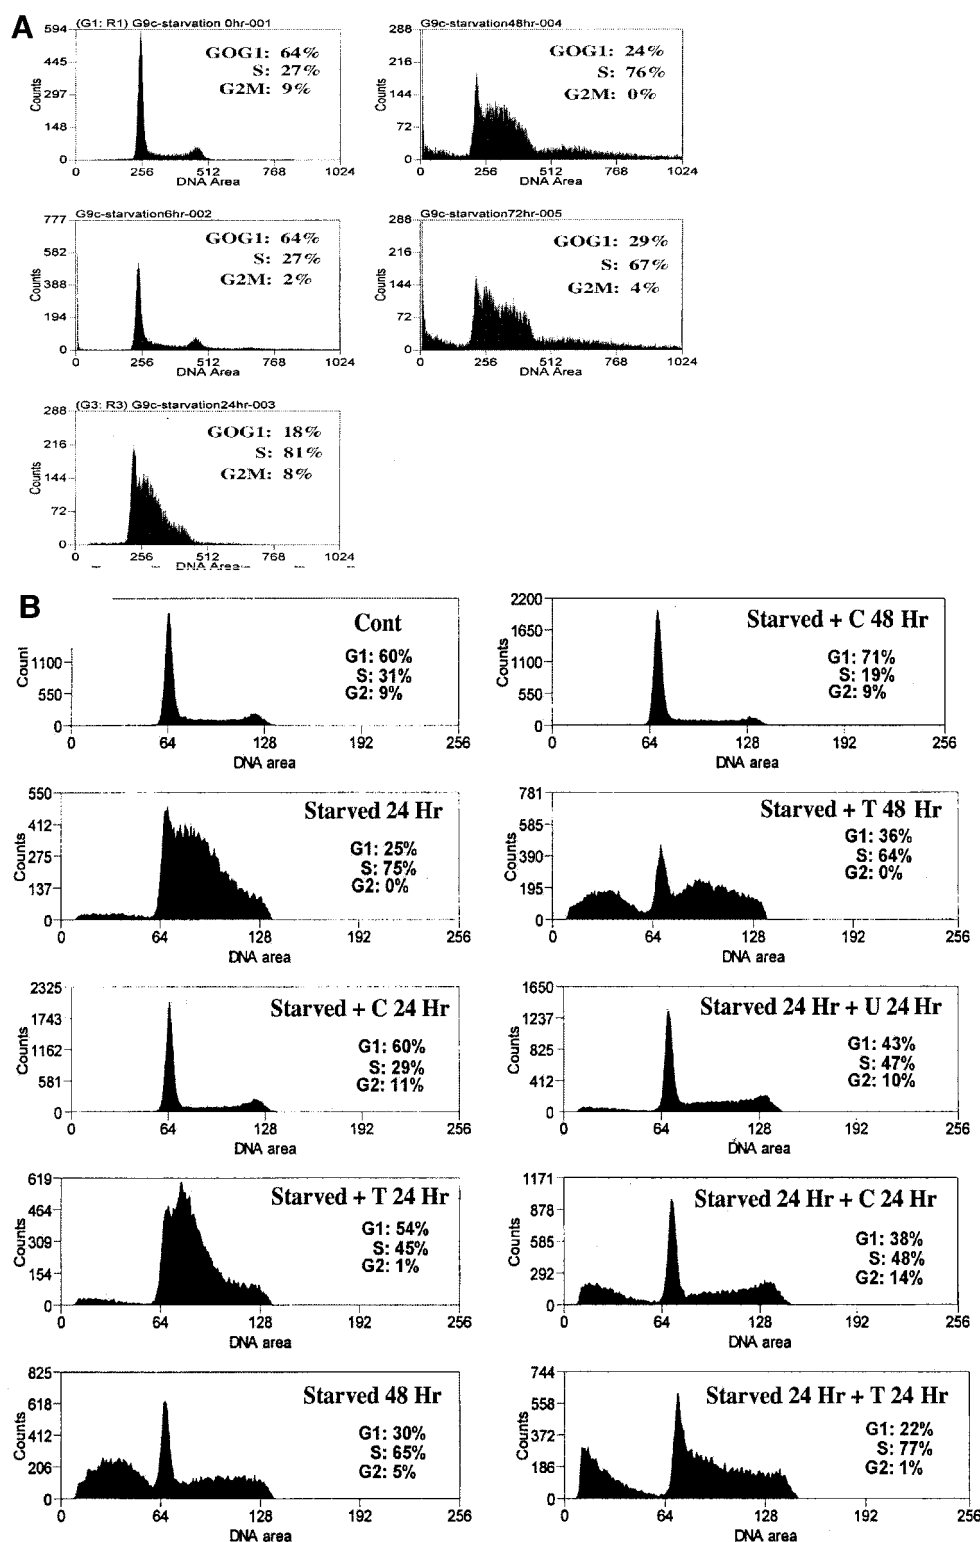 A
(G1: R1) G9c-starvation 0hr-001
594
445
297
148
0
Counts
GOG1: 64%
S: 27%
G2M: 9%
0 256 512 768 1024
DNA Area
G9c-starvation48hr-004
288
216
144
72
0
Counts
GOG1: 24%
S: 76%
G2M: 0%
0 256 512 768 1024
DNA Area
G9c-starvation6hr-002
777
582
388
194
0
Counts
GOG1: 64%
S: 27%
G2M: 2%
0 256 512 768 1024
DNA Area
G9c-starvation72hr-005
288
216
144
72
0
Counts
GOG1: 29%
S: 67%
G2M: 4%
0 256 512 768 1024
DNA Area
(G3: R3) G9c-starvation24hr-003
288
216
144
72
0
Counts
GOG1: 18%
S: 81%
G2M: 8%
0 256 512 768 1024
DNA Area
B
Cont
G1: 60%
S: 31%
G2: 9%
1100
550
0
Count
0 64 128 192 256
DNA area
Starved + C 48 Hr
G1: 71%
S: 19%
G2: 9%
2200
1650
1100
550
0
Counts
0 64 128 192 256
DNA area
Starved 24 Hr
G1: 25%
S: 75%
G2: 0%
550
412
275
137
0
Counts
0 64 128 192 256
DNA area
Starved + T 48 Hr
G1: 36%
S: 64%
G2: 0%
781
585
390
195
0
Counts
0 64 128 192 256
DNA area
Starved + C 24 Hr
G1: 60%
S: 29%
G2: 11%
2325
1743
1162
581
0
Counts
0 64 128 192 256
DNA area
Starved 24 Hr + U 24 Hr
G1: 43%
S: 47%
G2: 10%
1650
1237
825
412
0
Counts
0 64 128 192 256
DNA area
Starved + T 24 Hr
G1: 54%
S: 45%
G2: 1%
619
464
309
154
0
Counts
0 64 128 192 256
DNA area
Starved 24 Hr + C 24 Hr
G1: 38%
S: 48%
G2: 14%
1171
878
585
292
0
Counts
0 64 128 192 256
DNA area
Starved 48 Hr
G1: 30%
S: 65%
G2: 5%
825
618
412
206
0
Counts
0 64 128 192 256
DNA area
Starved 24 Hr + T 24 Hr
G1: 22%
S: 77%
G2: 1%
744
558
372
186
0
Counts
0 64 128 192 256
DNA area